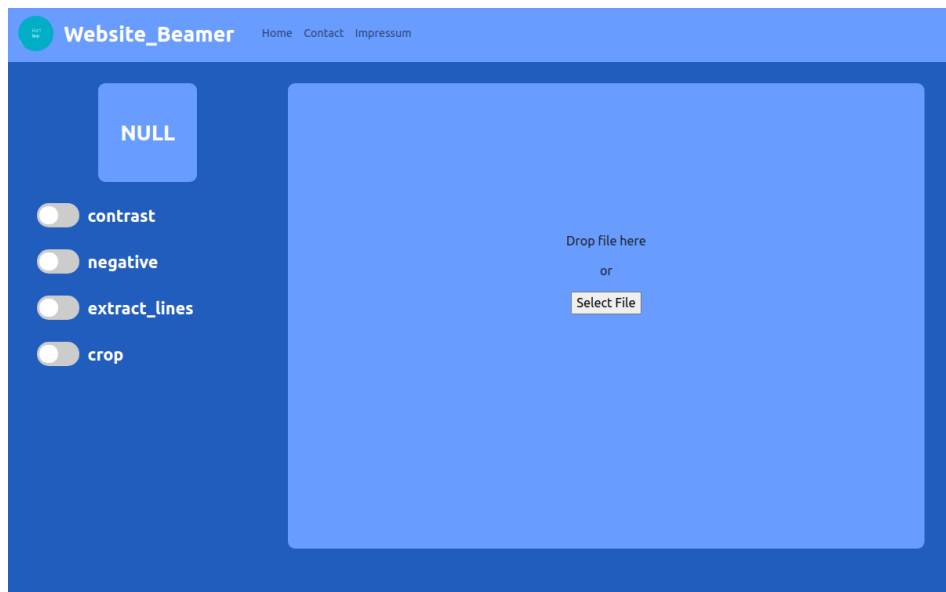 Website_Beamer
Home Contact Impressum
NULL
contrast
negative
extract_lines
crop
Drop file here
or
Select File